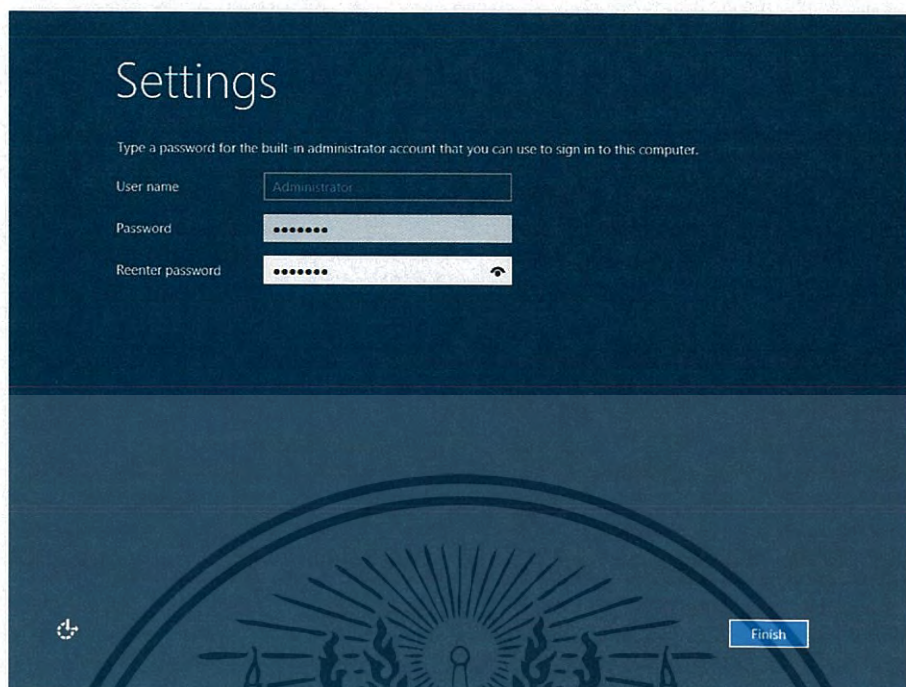 Settings
Type a password for the built-in administrator account that you can use to sign in to this computer.
User name
Administrator
Password
•••••••
Reenter password
•••••••
Finish